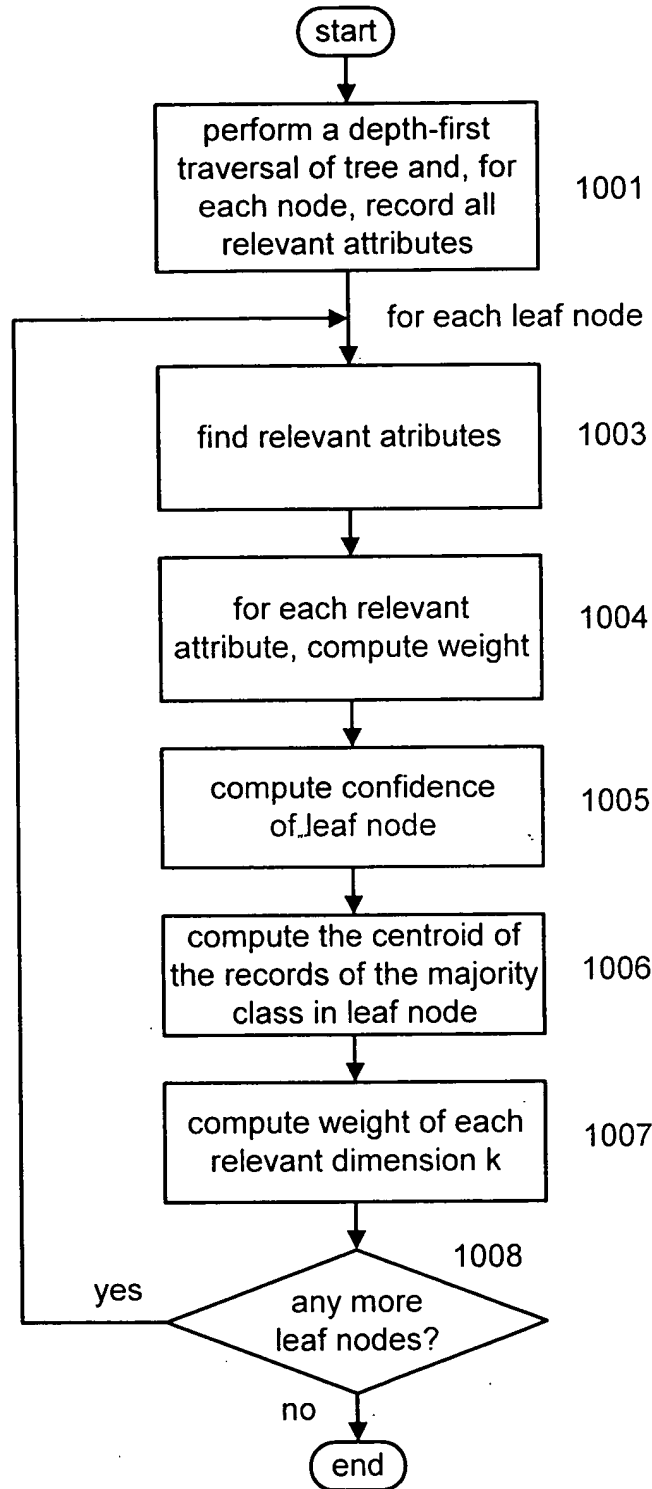 start
perform a depth-first
traversal of tree and, for
each node, record all
relevant attributes
1001
for each leaf node
find relevant atributes
1003
for each relevant
attribute, compute weight
1004
compute confidence
of leaf node
1005
compute the centroid of
the records of the majority
class in leaf node
1006
compute weight of each
relevant dimension k
1007
1008
yes
any more
leaf nodes?
no
end